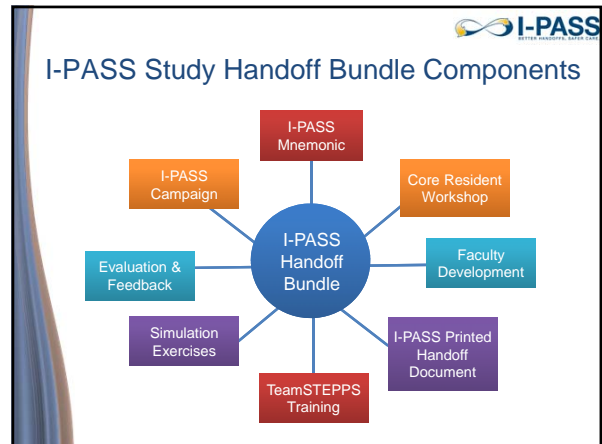 I-PASS
BETTER HANDOFFS. SAFER CARE.
I-PASS Study Handoff Bundle Components
I-PASS
Mnemonic
I-PASS
Campaign
Core Resident
Workshop
I-PASS
Handoff
Bundle
Evaluation &
Feedback
Faculty
Development
Simulation
Exercises
I-PASS Printed
Handoff
Document
TeamSTEPPS
Training